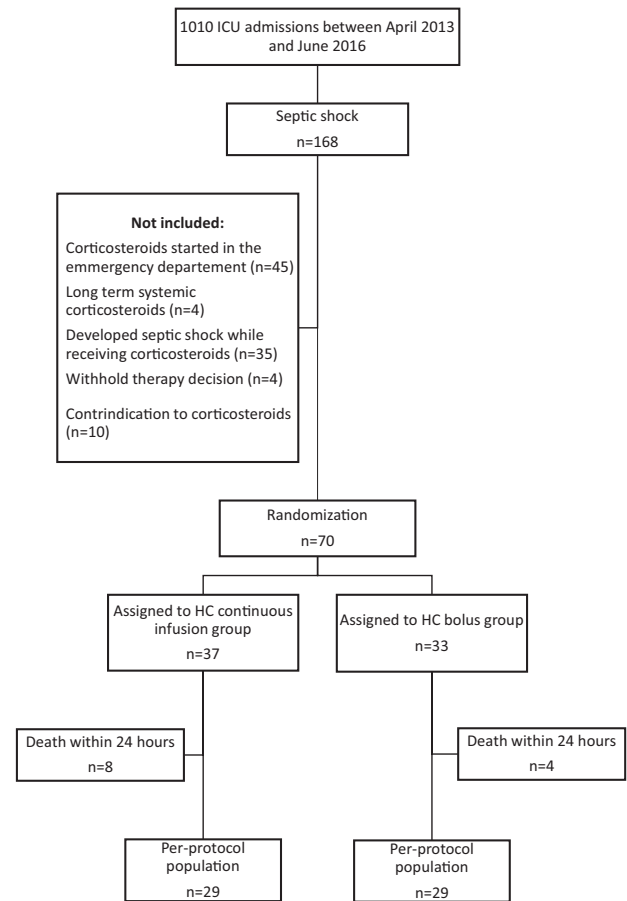 1010 ICU admissions between April 2013
and June 2016
Septic shock
n=168
Not included:
Corticosteroids started in the
emmergency departement (n=45)
Long term systemic
corticosteroids (n=4)
Developed septic shock while
receiving corticosteroids (n=35)
Withhold therapy decision (n=4)
Contrindication to corticosteroids
(n=10)
Randomization
n=70
Assigned to HC continuous
infusion group
n=37
Assigned to HC bolus group
n=33
Death within 24 hours
n=8
Death within 24 hours
n=4
Per-protocol
population
n=29
Per-protocol
population
n=29